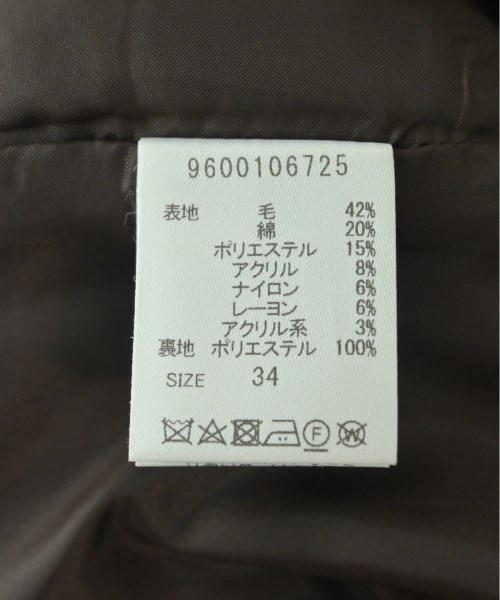 9600106725
表地 毛 42%
綿 20%
ポリエステル 15%
アクリル 8%
ナイロン 6%
レーヨン 6%
アクリル系 3%
裏地 ポリエステル 100%
SIZE 34
F W